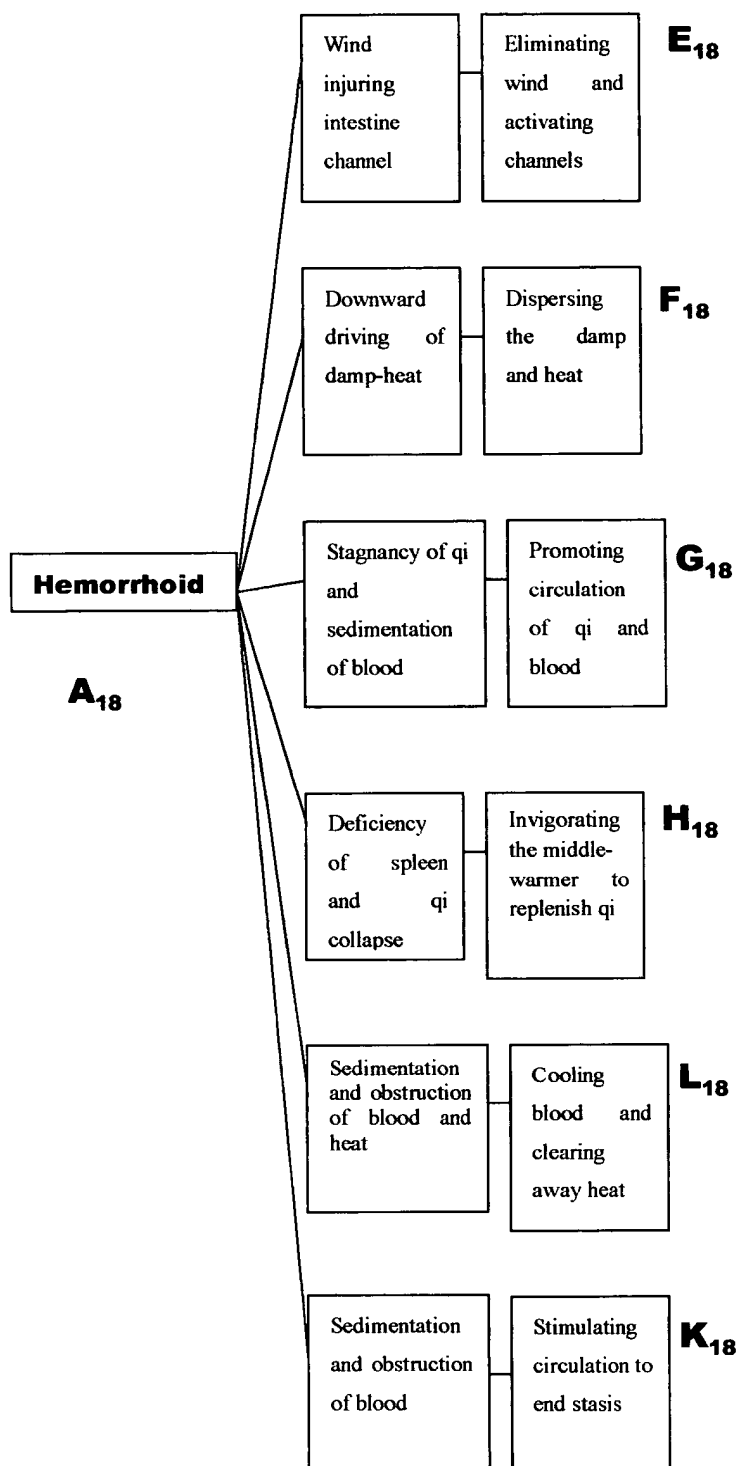 Wind
injuring
intestine
channel
Eliminating
wind and
activating
channels
E18
Downward
driving of
damp-heat
Dispersing
the damp
and heat
F18
Hemorrhoid
A18
Stagnancy of qi
and
sedimentation
of blood
Promoting
circulation
of qi and
blood
G18
Deficiency
of spleen
and qi
collapse
Invigorating
the middle-
warmer to
replenish qi
H18
Sedimentation
and obstruction
of blood and
heat
Cooling
blood and
clearing
away heat
L18
Sedimentation
and obstruction
of blood
Stimulating
circulation to
end stasis
K18